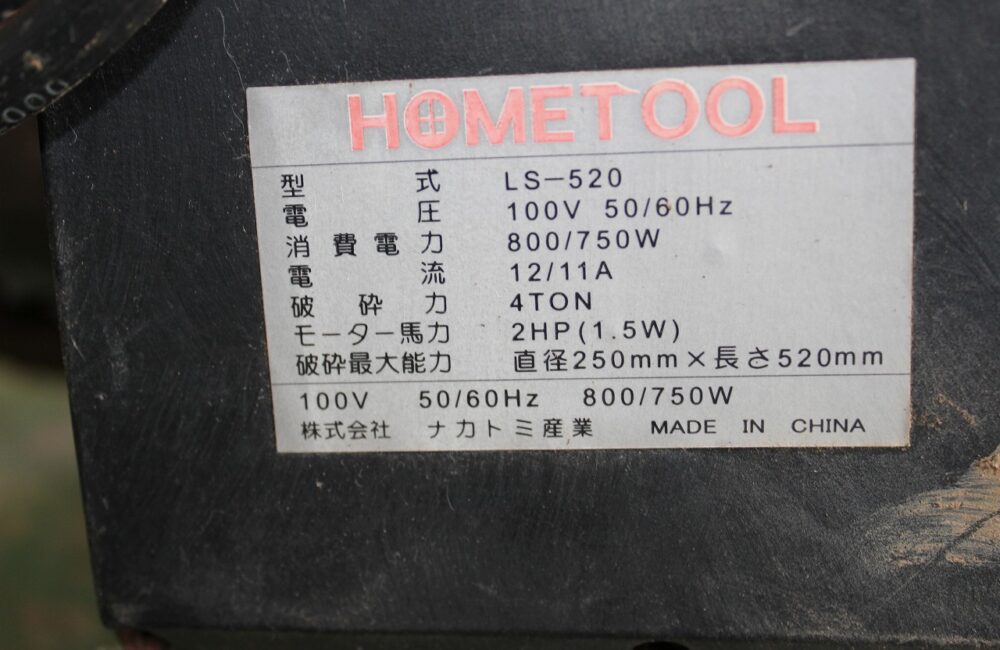 000
HOMETOOL
型式 LS-520
電圧 100V 50/60Hz
消費電力 800/750W
電流 12/11A
破砕力 4TON
モーター馬力 2HP(1.5W)
破砕最大能力 直径250mm×長さ520mm
100V 50/60Hz 800/750W
株式会社 ナカトミ産業 MADE IN CHINA